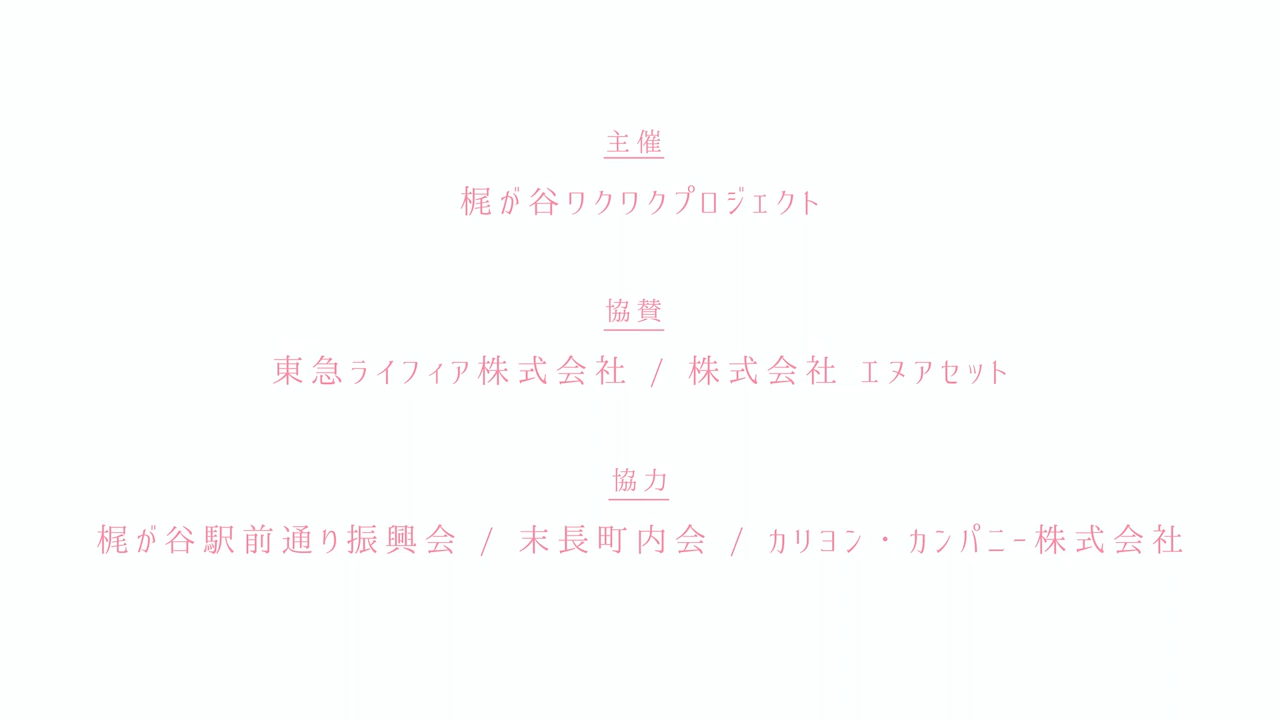 主催
梶が谷ワクワクプロジェクト
協賛
東急ライフィア株式会社 / 株式会社 エヌアセット
協力
梶が谷駅前通り振興会 / 末長町内会 / カリヨン・カンパニー株式会社